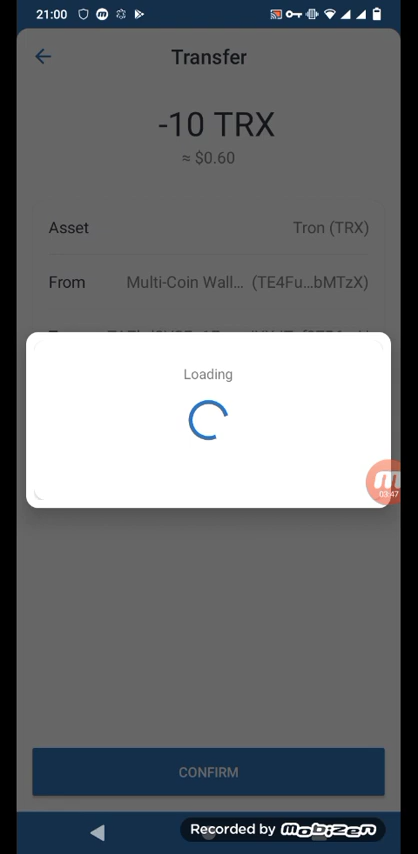 21:00
Transfer
-10 TRX
≈ $0.60
Asset Tron (TRX)
From Multi-Coin Wall... (TE4Fu...bMTzX)
Loading
03:47
CONFIRM
Recorded by mobizen